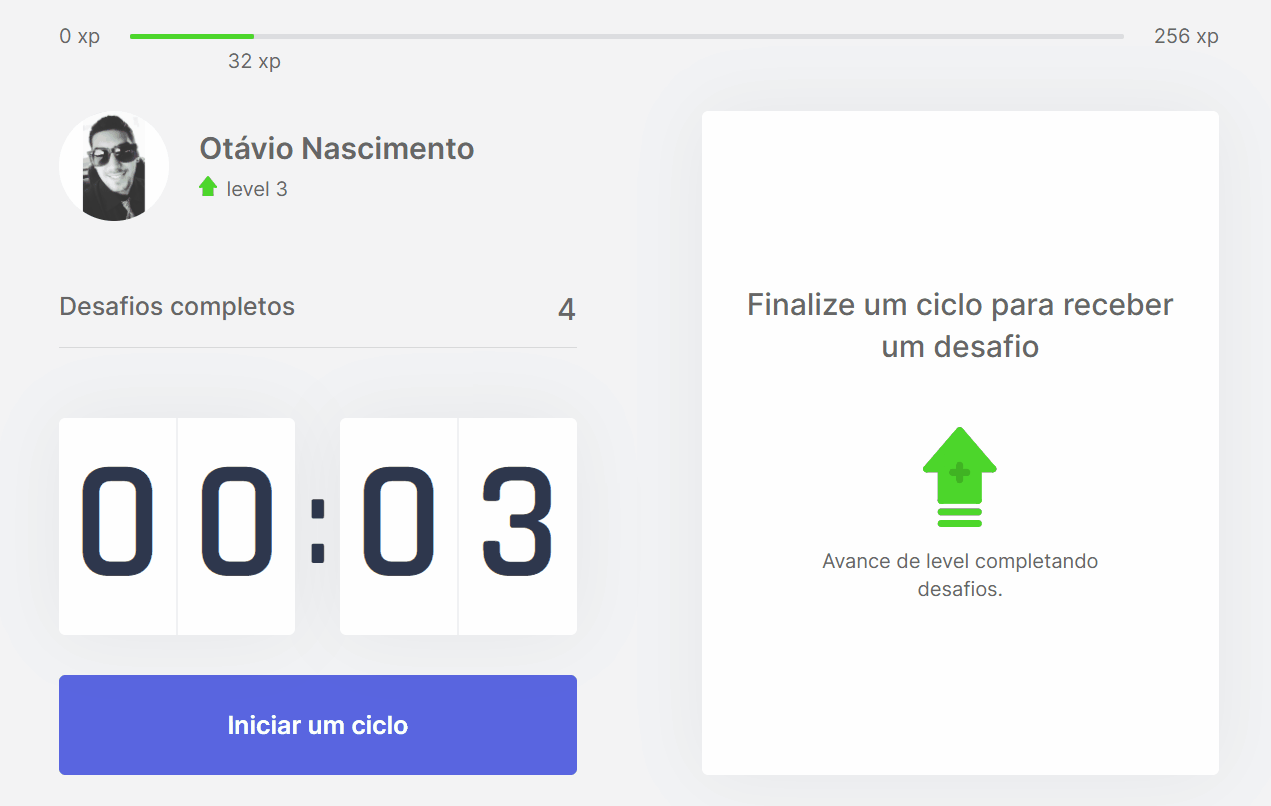 0 xp
256 xp
32 xp
Otávio Nascimento
level 3
Desafios completos
4
00:03
Iniciar um ciclo
Finalize um ciclo para receber
um desafio
Avance de level completando
desafios.